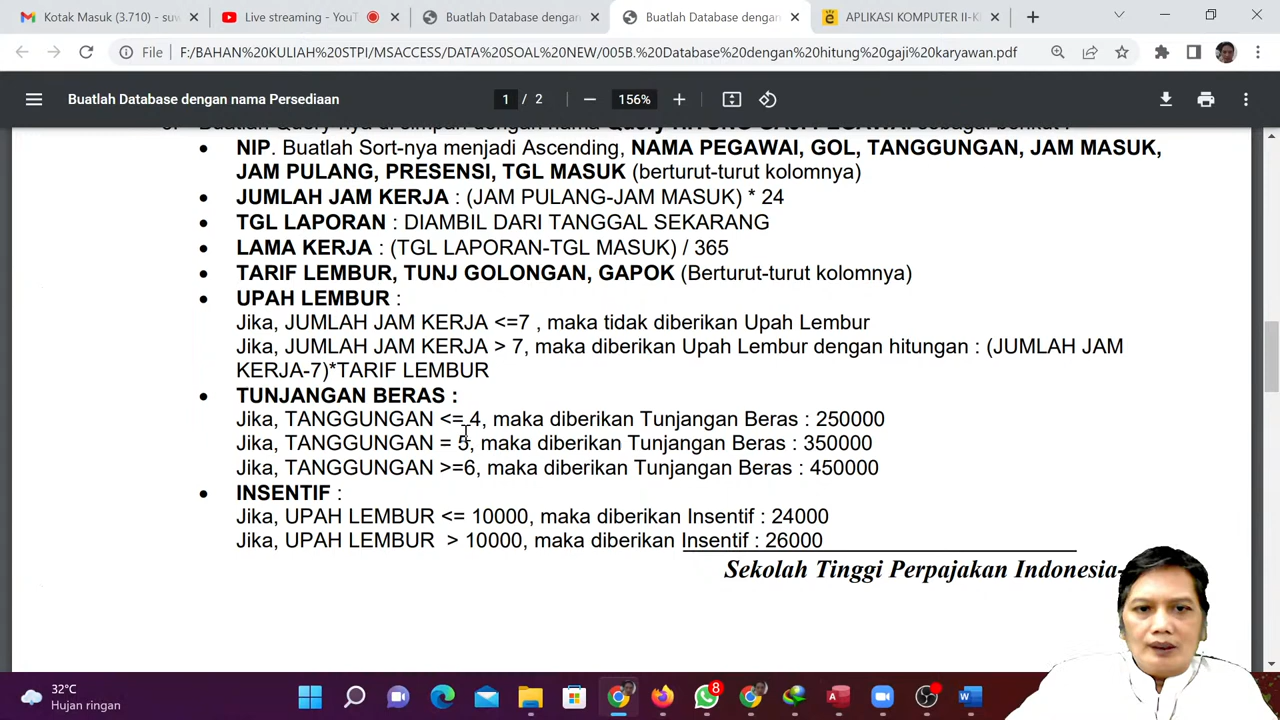 Kotak Masuk (3.710) - suw
Live streaming - YouT
Buatlah Database dengan
Buatlah Database dengan
APLIKASI KOMPUTER II-K
File
F:/BAHAN%20KULIAH%20STPI/MSACCESS/DATA%20SOAL%20NEW/005B.%20Database%20dengan%20hitung%20gaji%20karyawan.pdf
Buatlah Database dengan nama Persediaan
1 / 2
156%
• NIP. Buatlah Sort-nya menjadi Ascending, NAMA PEGAWAI, GOL, TANGGUNGAN, JAM MASUK,
JAM PULANG, PRESENSI, TGL MASUK (berturut-turut kolomnya)
• JUMLAH JAM KERJA : (JAM PULANG-JAM MASUK) * 24
• TGL LAPORAN : DIAMBIL DARI TANGGAL SEKARANG
• LAMA KERJA : (TGL LAPORAN-TGL MASUK) / 365
• TARIF LEMBUR, TUNJ GOLONGAN, GAPOK (Berturut-turut kolomnya)
• UPAH LEMBUR :
Jika, JUMLAH JAM KERJA <=7 , maka tidak diberikan Upah Lembur
Jika, JUMLAH JAM KERJA > 7, maka diberikan Upah Lembur dengan hitungan : (JUMLAH JAM
KERJA-7)*TARIF LEMBUR
• TUNJANGAN BERAS :
Jika, TANGGUNGAN <= 4, maka diberikan Tunjangan Beras : 250000
Jika, TANGGUNGAN = 5, maka diberikan Tunjangan Beras : 350000
Jika, TANGGUNGAN >=6, maka diberikan Tunjangan Beras : 450000
• INSENTIF :
Jika, UPAH LEMBUR <= 10000, maka diberikan Insentif : 24000
Jika, UPAH LEMBUR > 10000, maka diberikan Insentif : 26000
Sekolah Tinggi Perpajakan Indonesia-
32°C
Hujan ringan
8